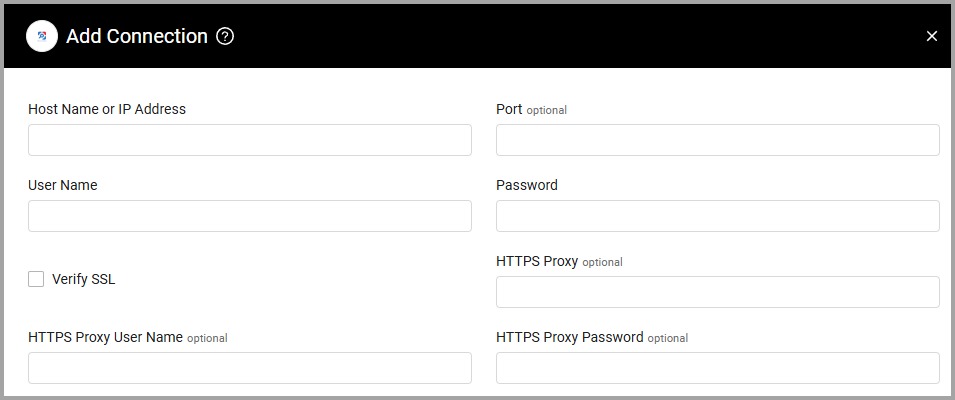 Add Connection ?
Host Name or IP Address
Port optional
User Name
Password
Verify SSL
HTTPS Proxy optional
HTTPS Proxy User Name optional
HTTPS Proxy Password optional